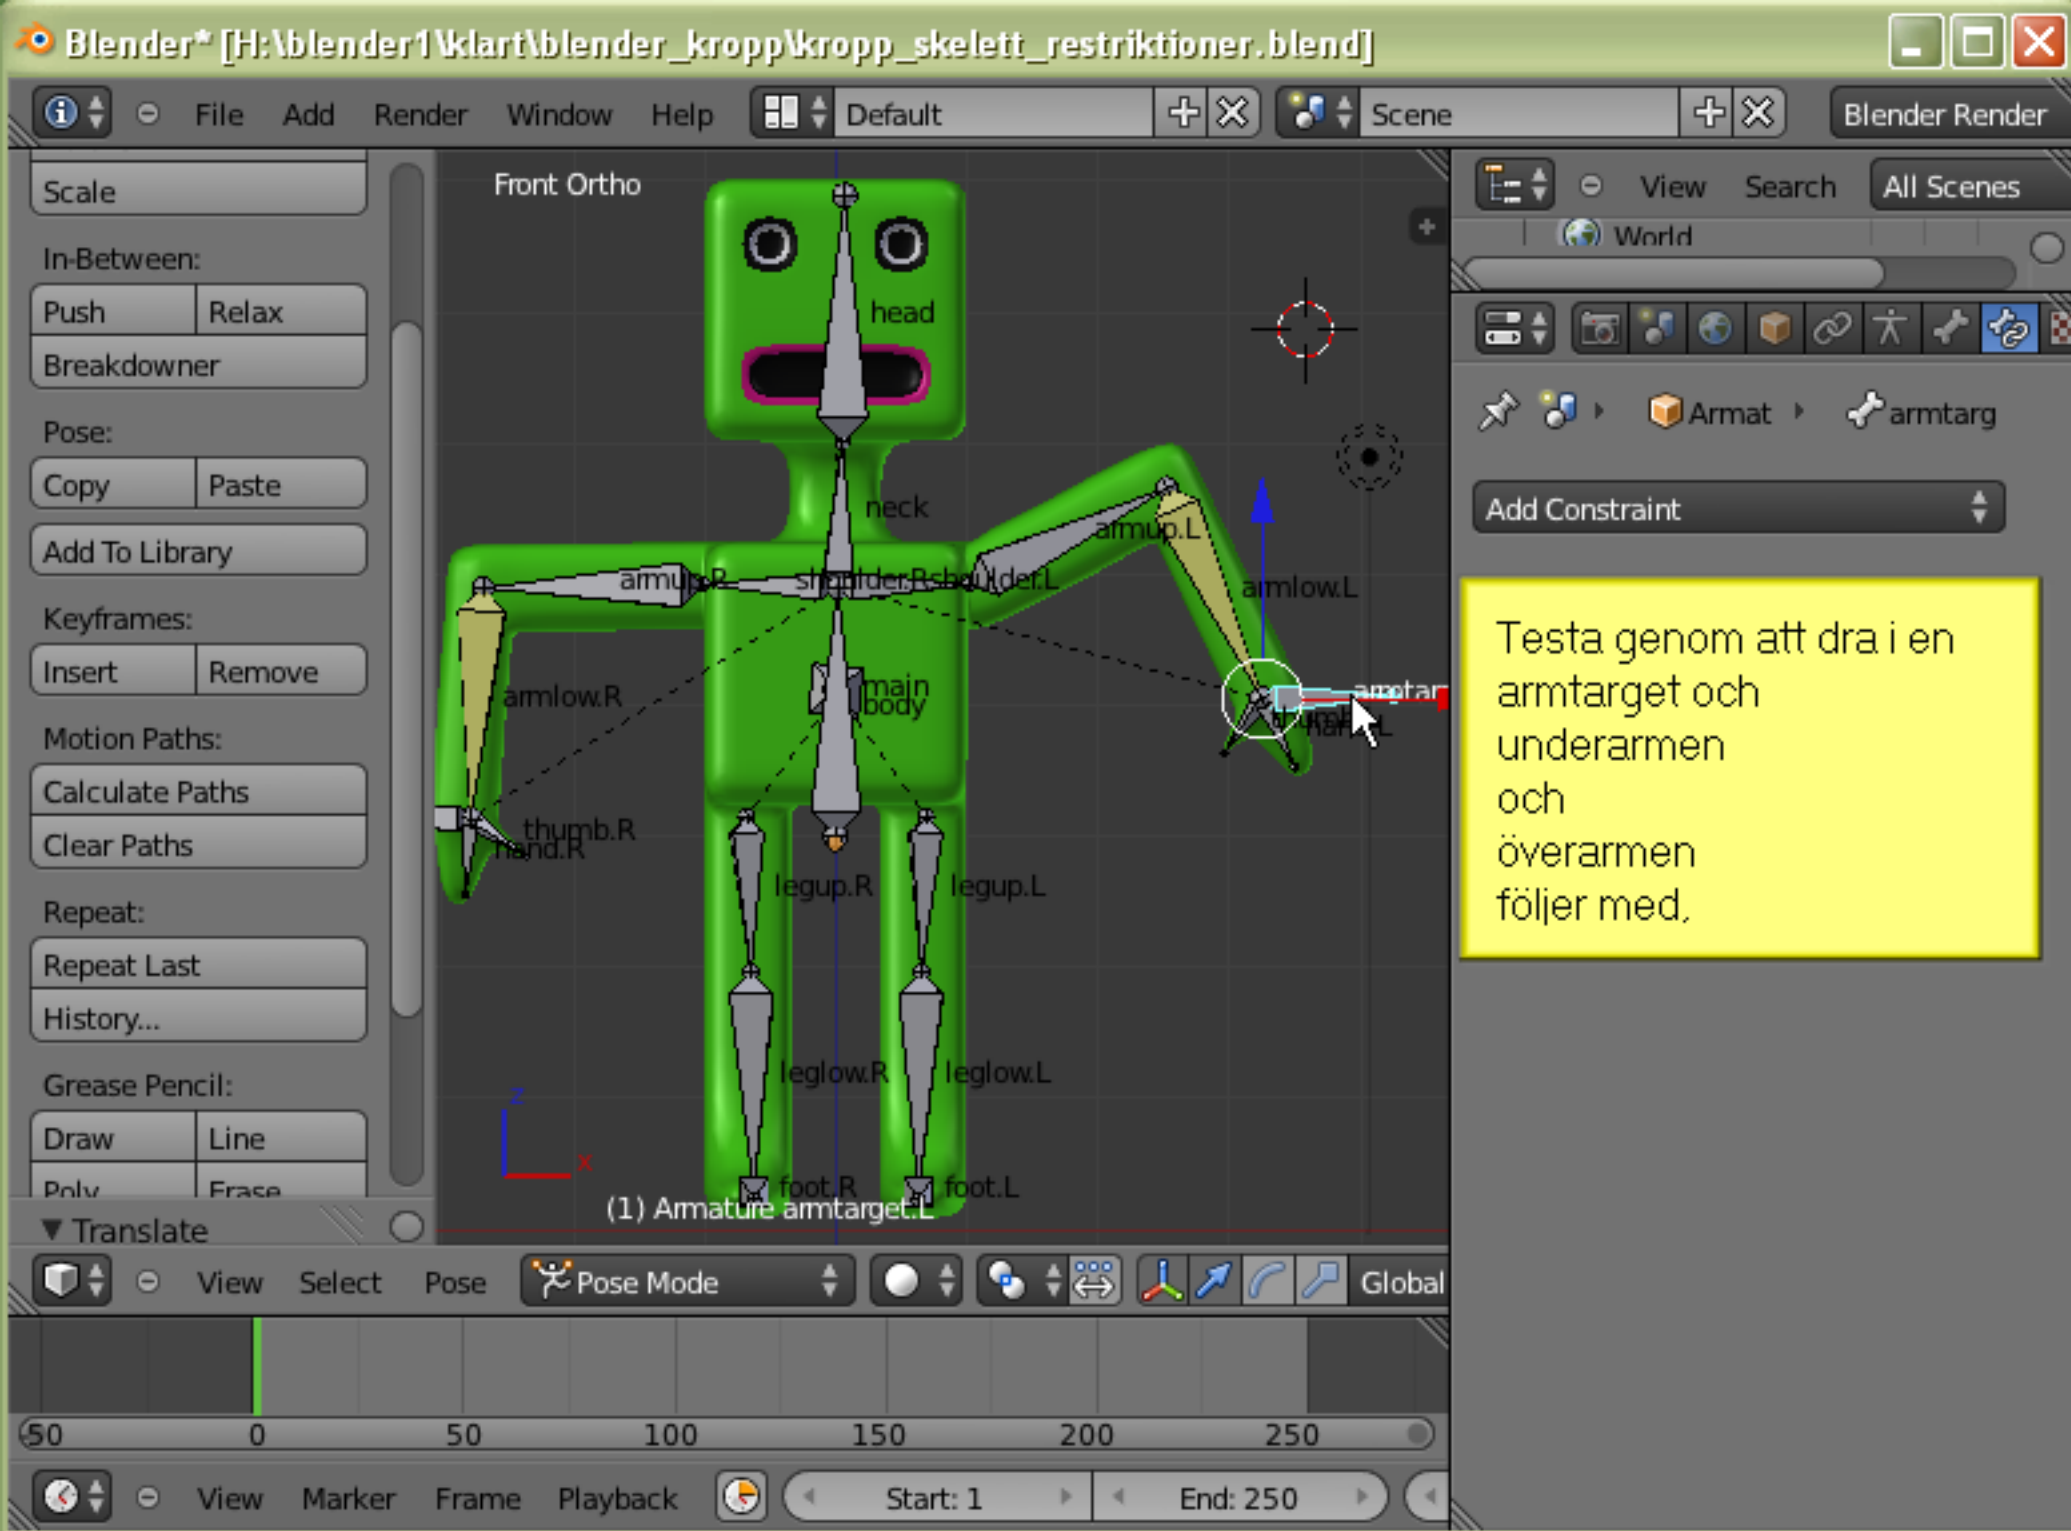 Blender* [H:\blender1\klart\blender_kropp\kropp_skelett_restriktioner.blend]
File Add Render Window Help Default Scene Blender Render
Scale
In-Between:
Push Relax
Breakdowner
Pose:
Copy Paste
Add To Library
Keyframes:
Insert Remove
Motion Paths:
Calculate Paths
Clear Paths
Repeat:
Repeat Last
History...
Grease Pencil:
Draw Line
Poly Erase
Translate
Front Ortho
head
neck
armup.L
armup.R shoulder.R shoulder.L
armlow.L
armlow.R
main
body
armtar
thumb.R
hand.R
legup.R legup.L
leglow.R leglow.L
z
x
foot.R foot.L
(1) Armature armtarget.L
View Search All Scenes
World
Armat armtarg
Add Constraint
Testa genom att dra i en
armtarget och
underarmen
och
överarmen
följer med,
View Select Pose Pose Mode Global
-50 0 50 100 150 200 250
View Marker Frame Playback Start: 1 End: 250